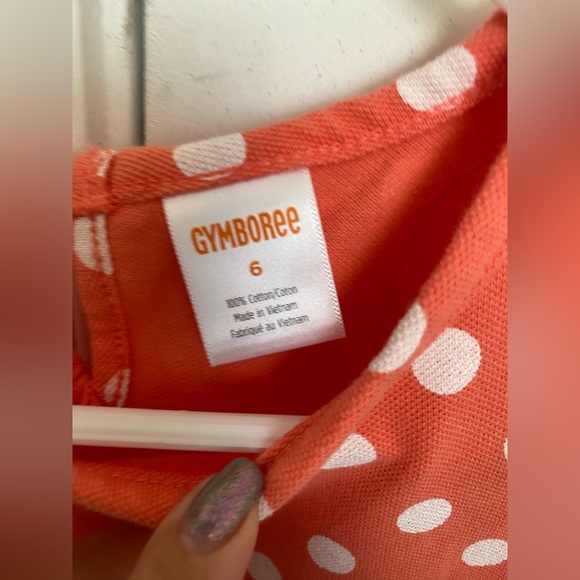 GYMBOREE
6
100% Cotton/Coton
Made in Vietnam
Fabriqué au Vietnam